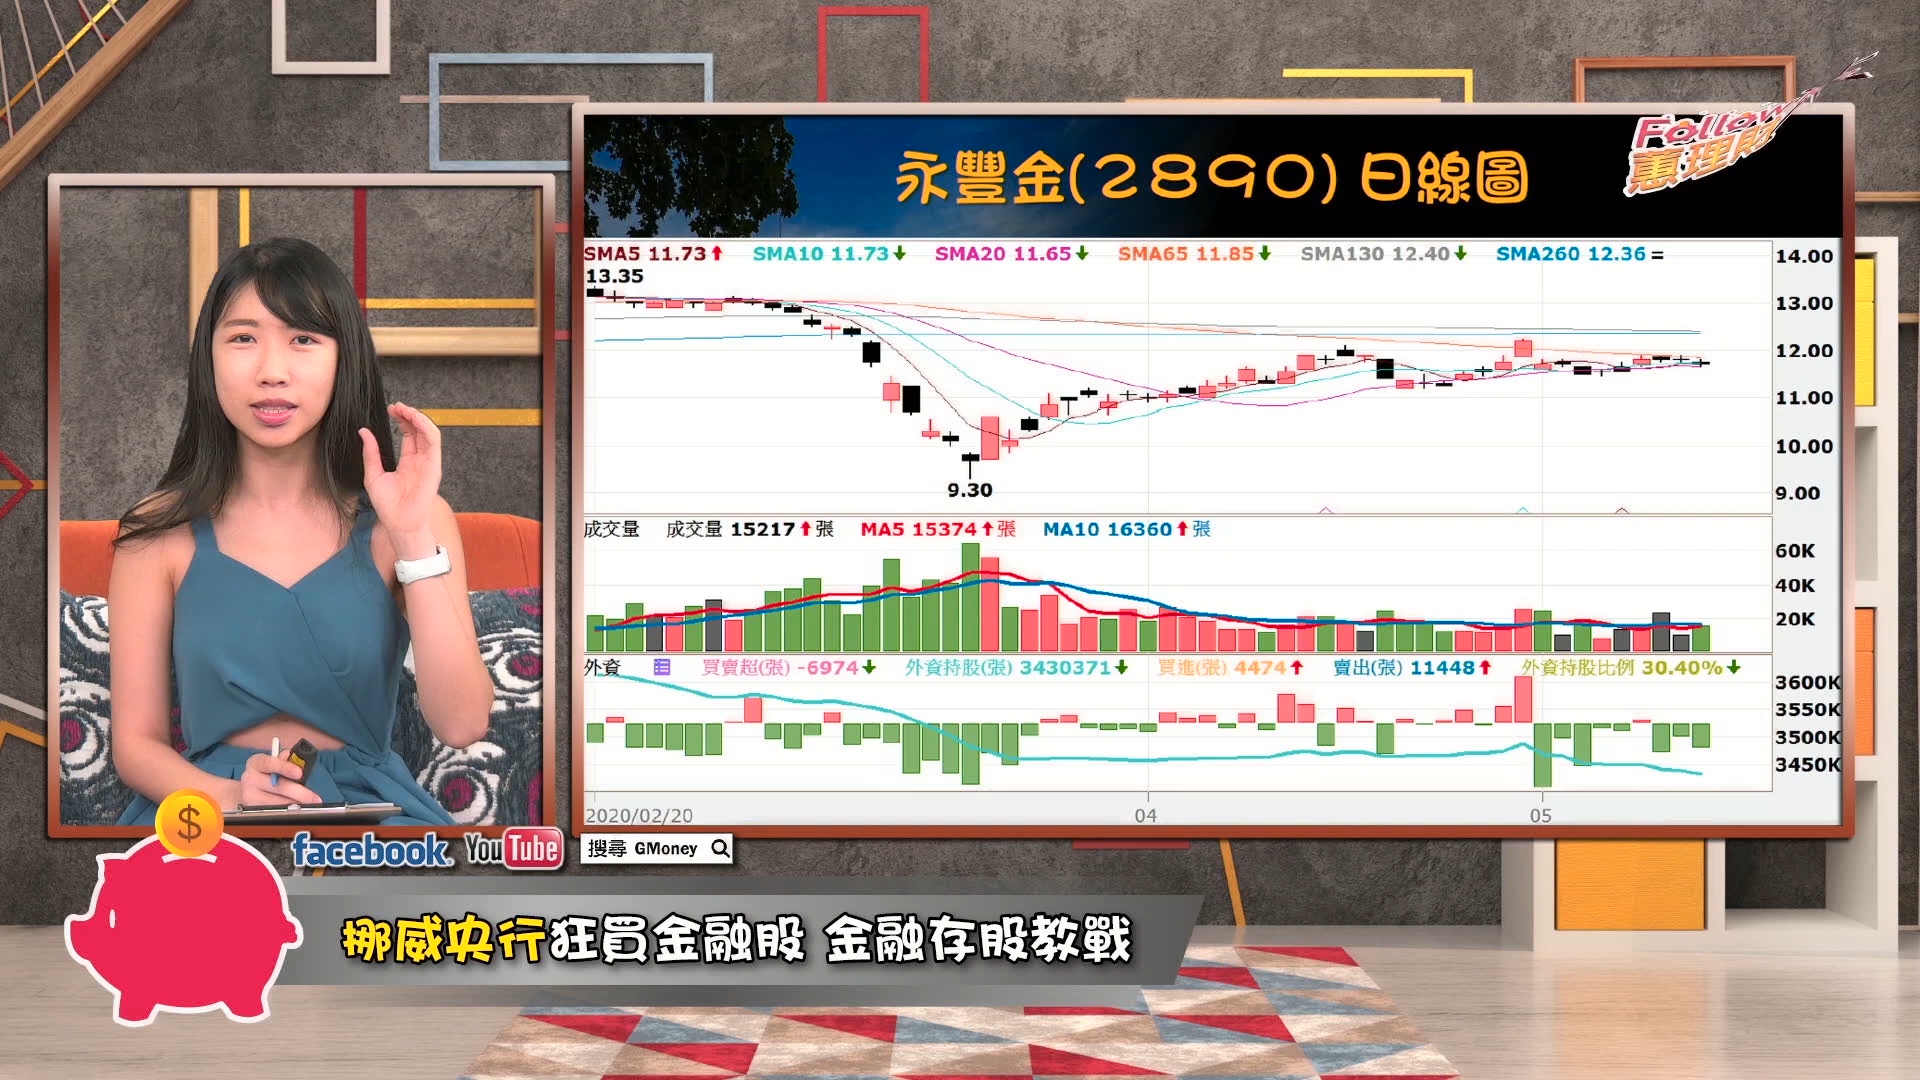 永豐金(2890) 日線圖
Follow
蕙理財
SMA5 11.73 SMA10 11.73 SMA20 11.65 SMA65 11.85 SMA130 12.40 SMA260 12.36 =
13.35
9.30
14.00
13.00
12.00
11.00
10.00
9.00
成交量 成交量 15217 張 MA5 15374 張 MA10 16360 張
60K
40K
20K
外資 買賣超(張) -6974 外資持股(張) 3430371 買進(張) 4474 賣出(張) 11448 外資持股比例 30.40%
3600K
3550K
3500K
3450K
2020/02/20 04 05
facebook. YouTube 搜尋 GMoney
$
挪威央行狂買金融股 金融存股教戰